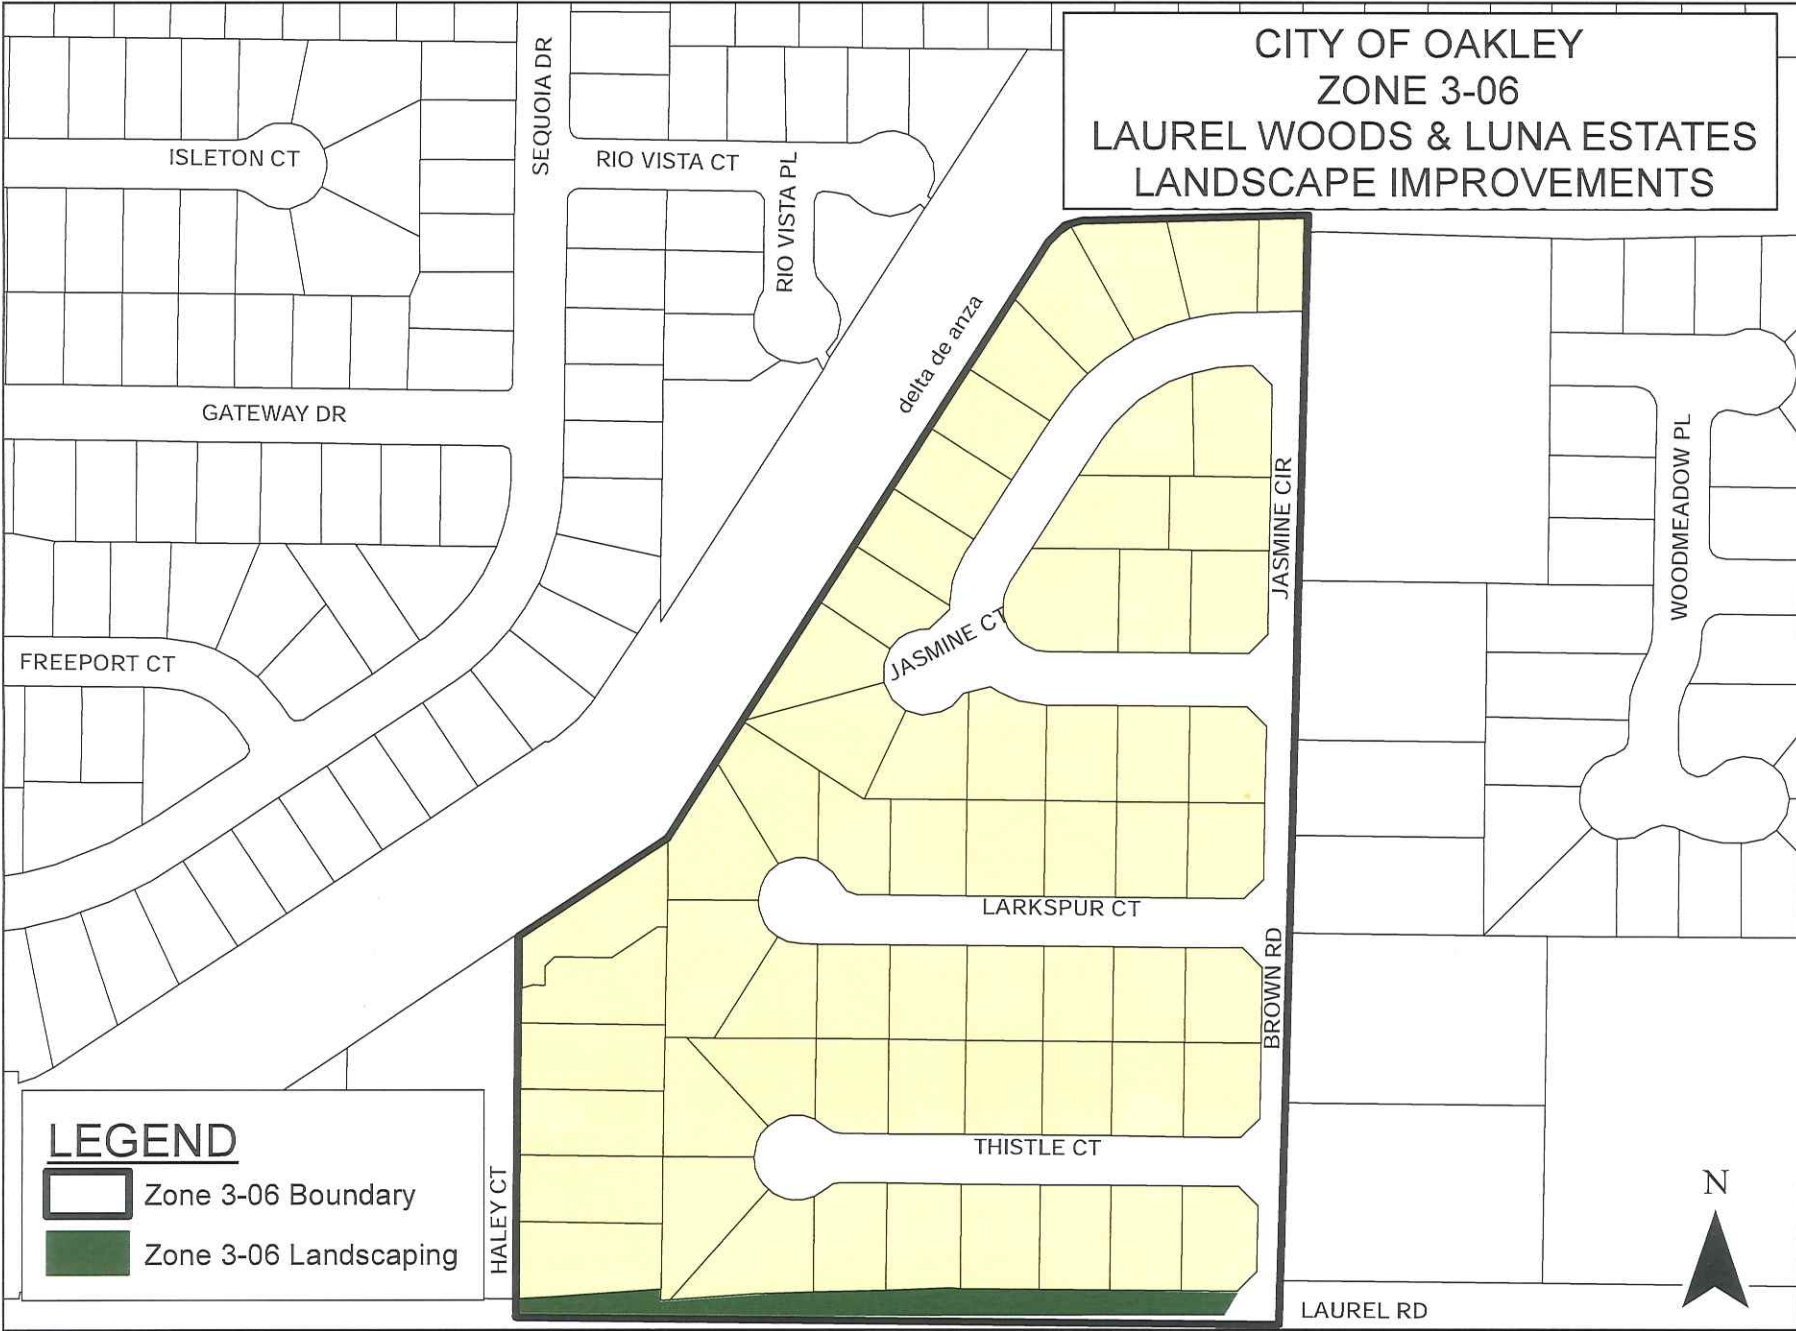 CITY OF OAKLEY
ZONE 3-06
LAUREL WOODS & LUNA ESTATES
LANDSCAPE IMPROVEMENTS
SEQUOIA DR
ISLETON CT
RIO VISTA CT
RIO VISTA PL
delta de anza
GATEWAY DR
WOODMEADOW PL
JASMINE CIR
JASMINE CT
FREEPORT CT
LARKSPUR CT
BROWN RD
THISTLE CT
HALEY CT
LEGEND
Zone 3-06 Boundary
Zone 3-06 Landscaping
N
LAUREL RD